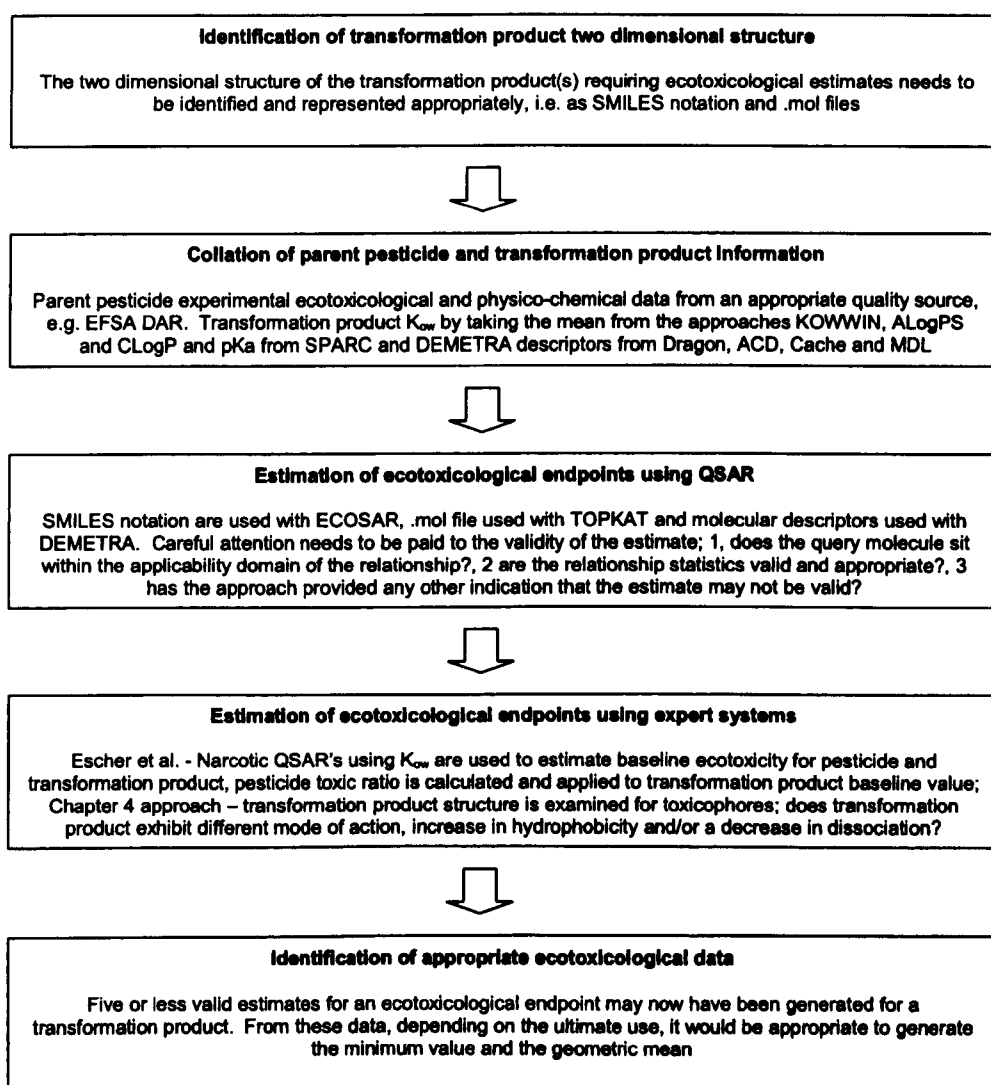 Identification of transformation product two dimensional structure
The two dimensional structure of the transformation product(s) requiring ecotoxicological estimates needs to
be identified and represented appropriately, i.e. as SMILES notation and .mol files
Collation of parent pesticide and transformation product information
Parent pesticide experimental ecotoxicological and physico-chemical data from an appropriate quality source,
e.g. EFSA DAR. Transformation product Kow by taking the mean from the approaches KOWWIN, ALogPS
and CLogP and pKa from SPARC and DEMETRA descriptors from Dragon, ACD, Cache and MDL
Estimation of ecotoxicological endpoints using QSAR
SMILES notation are used with ECOSAR, .mol file used with TOPKAT and molecular descriptors used with
DEMETRA. Careful attention needs to be paid to the validity of the estimate; 1, does the query molecule sit
within the applicability domain of the relationship?, 2 are the relationship statistics valid and appropriate?, 3
has the approach provided any other indication that the estimate may not be valid?
Estimation of ecotoxicological endpoints using expert systems
Escher et al. - Narcotic QSAR's using Kow are used to estimate baseline ecotoxicity for pesticide and
transformation product, pesticide toxic ratio is calculated and applied to transformation product baseline value;
Chapter 4 approach – transformation product structure is examined for toxicophores; does transformation
product exhibit different mode of action, increase in hydrophobicity and/or a decrease in dissociation?
Identification of appropriate ecotoxicological data
Five or less valid estimates for an ecotoxicological endpoint may now have been generated for a
transformation product. From these data, depending on the ultimate use, it would be appropriate to generate
the minimum value and the geometric mean